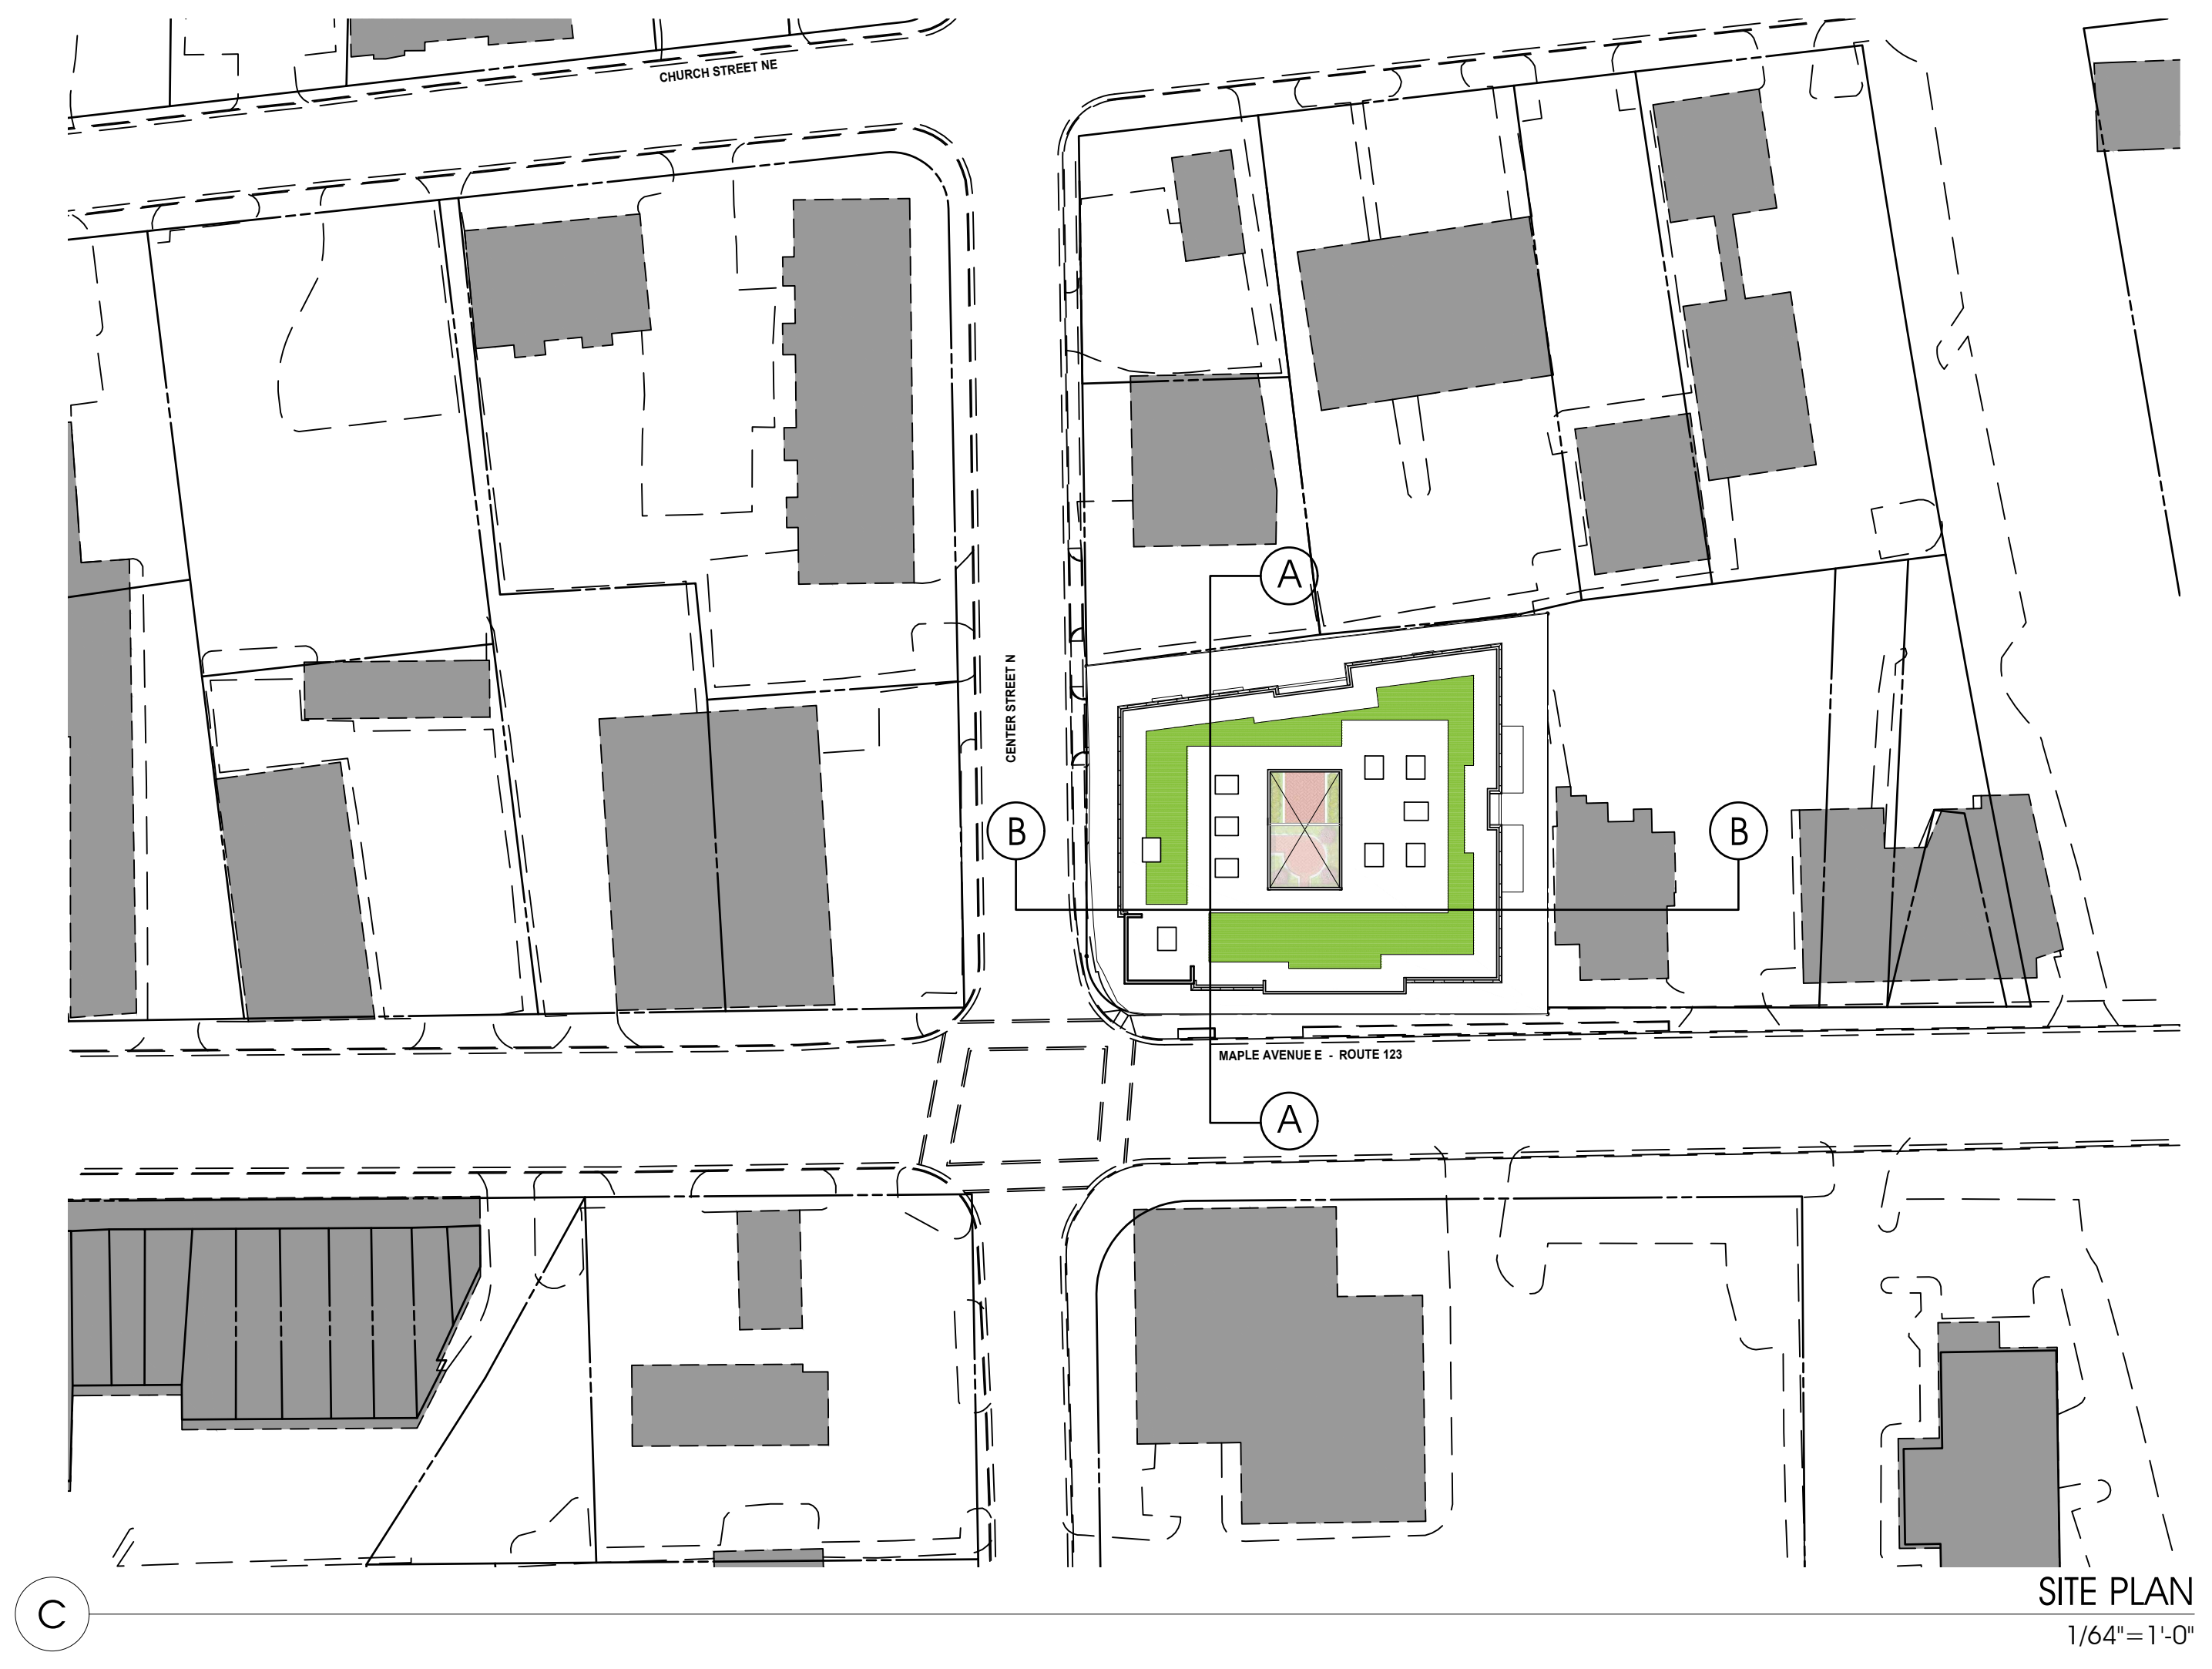 CHURCH STREET NE
A
CENTER STREET N
B
B
MAPLE AVENUE E - ROUTE 123
A
C
SITE PLAN
1/64"=1'-0"